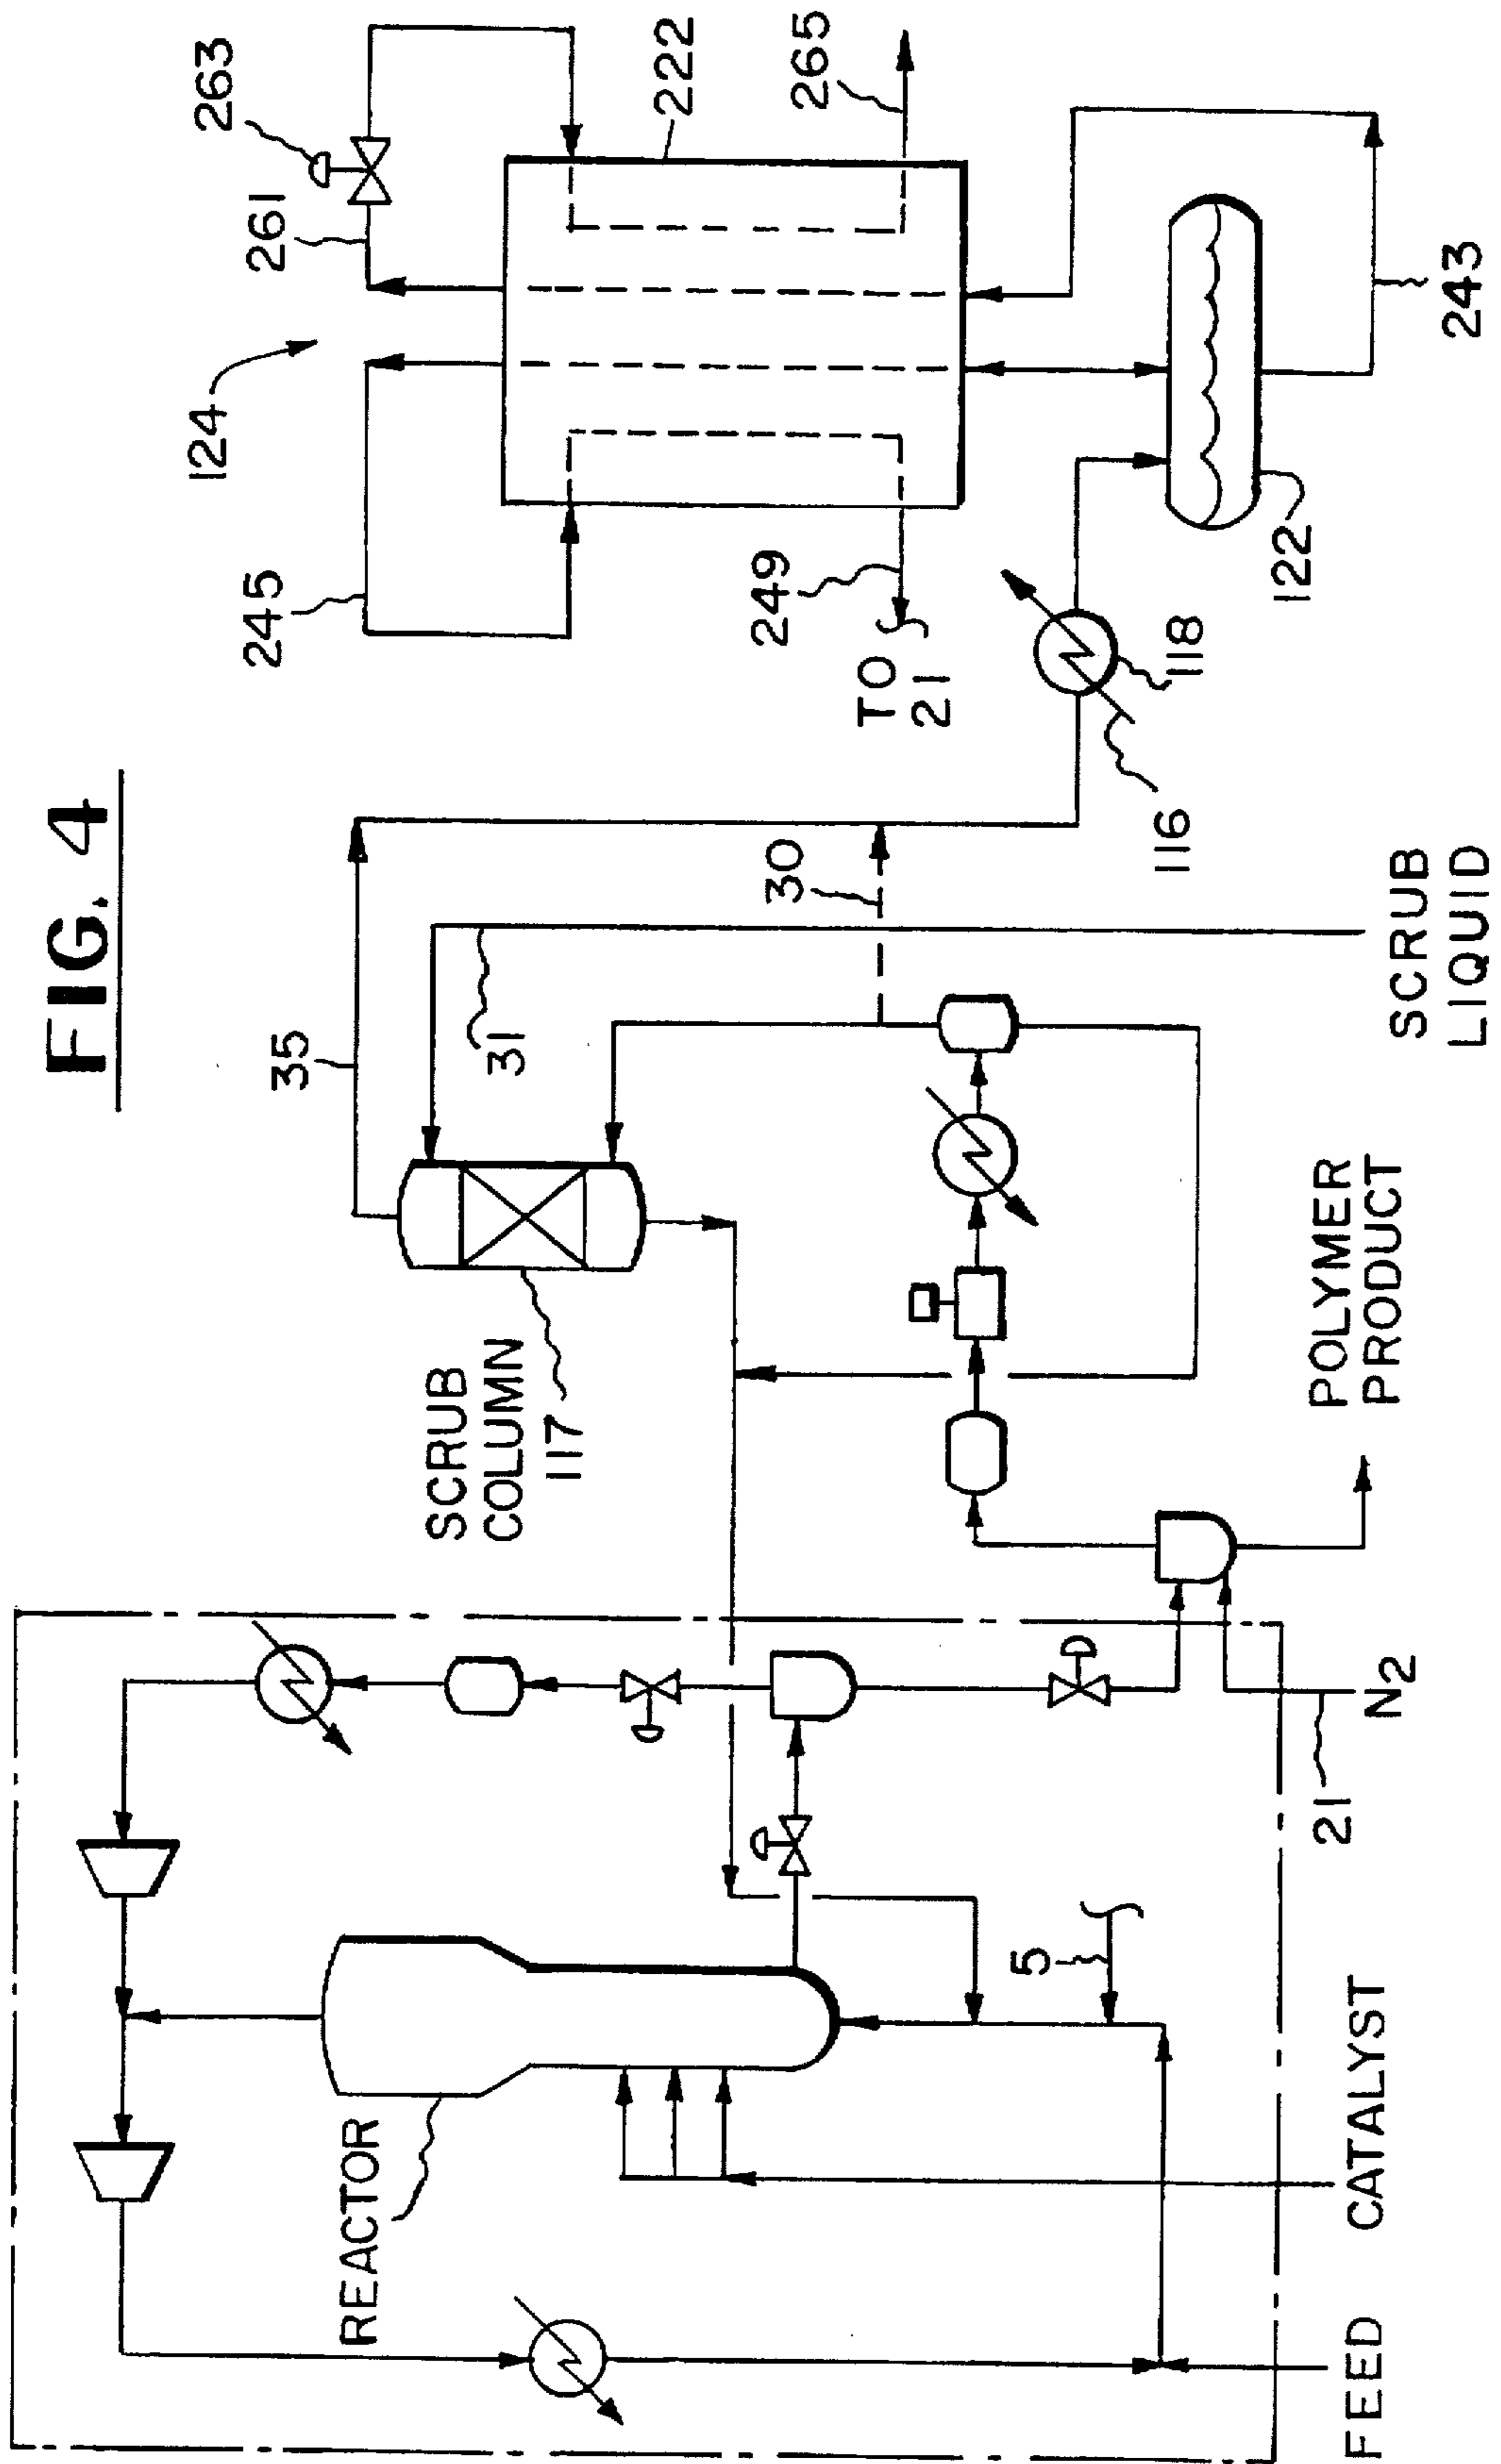 FIG. 4
124
245
261
263
222
265
249
TO
21
35
31
30
116
118
122
243
SCRUB
COLUMN
117
REACTOR
5
FEED
CATALYST
21
N2
POLYMER
PRODUCT
SCRUB
LIQUID